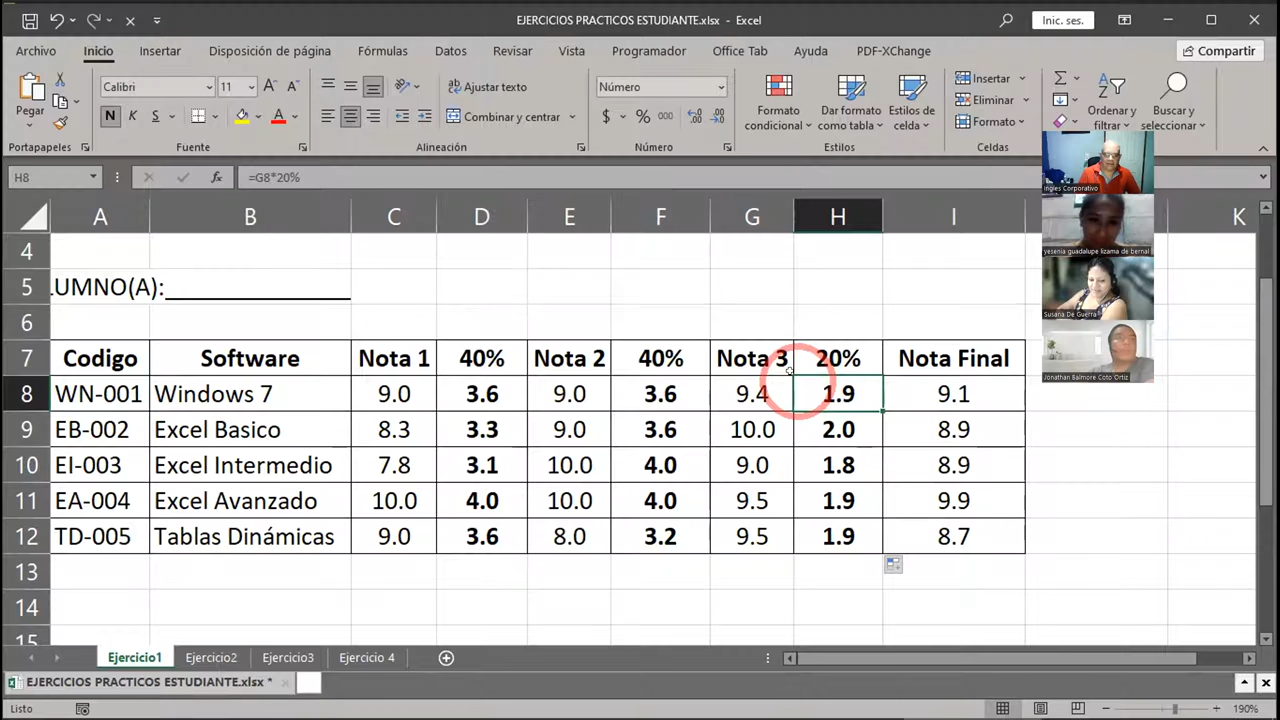 EJERCICIOS PRACTICOS ESTUDIANTE.xlsx - Excel
Inic. ses.
Archivo Inicio Insertar Disposición de página Fórmulas Datos Revisar Vista Programador Office Tab Ayuda PDF-XChange Compartir
Calibri 11 Ajustar texto Número Insertar
Pegar Formato condicional Dar formato como tabla Estilos de celda Eliminar Ordenar y filtrar Buscar y seleccionar
N K S Combinar y centrar $ % 000 Formato
Portapapeles Fuente Alineación Número Estilos Celdas
H8 fx =G8*20%
A B C D E F G H I K
4
5 LUMNO(A):
6
7 Codigo Software Nota 1 40% Nota 2 40% Nota 3 20% Nota Final
8 WN-001 Windows 7 9.0 3.6 9.0 3.6 9.4 1.9 9.1
9 EB-002 Excel Basico 8.3 3.3 9.0 3.6 10.0 2.0 8.9
10 EI-003 Excel Intermedio 7.8 3.1 10.0 4.0 9.0 1.8 8.9
11 EA-004 Excel Avanzado 10.0 4.0 10.0 4.0 9.5 1.9 9.9
12 TD-005 Tablas Dinámicas 9.0 3.6 8.0 3.2 9.5 1.9 8.7
13
14
15
Ingles Corporativo
yesenia guadalupe lizama de bernal
Susana De Guerra
Jonathan Balmore Coto Ortiz
Ejercicio1 Ejercicio2 Ejercicio3 Ejercicio 4
EJERCICIOS PRACTICOS ESTUDIANTE.xlsx *
Listo 190%